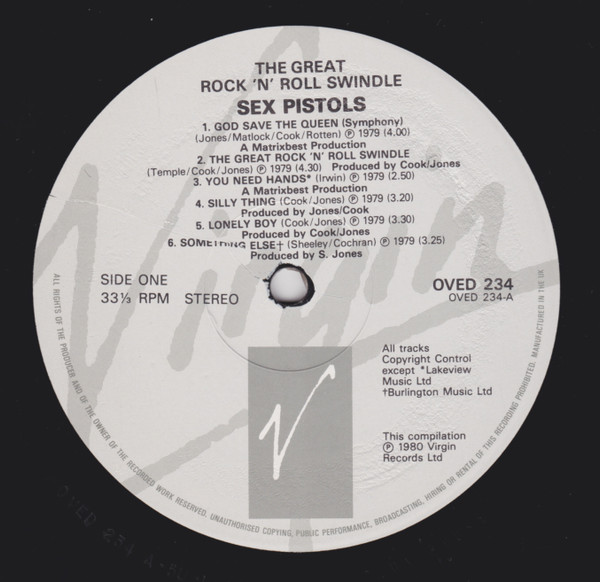 THE GREAT
ROCK 'N' ROLL SWINDLE
SEX PISTOLS
1. GOD SAVE THE QUEEN (Symphony)
(Jones/Matlock/Cook/Rotten) ℗ 1979 (4.00)
A Matrixbest Production
2. THE GREAT ROCK 'N' ROLL SWINDLE
(Temple/Cook/Jones) ℗ 1979 (4.30) Produced by Cook/Jones
3. YOU NEED HANDS* (Irwin) ℗ 1979 (2.50)
A Matrixbest Production
4. SILLY THING (Cook/Jones) ℗ 1979 (3.20)
Produced by Jones/Cook
5. LONELY BOY (Cook/Jones) ℗ 1979 (3.30)
Produced by Cook/Jones
6. SOMETHING ELSE† (Sheeley/Cochran) ℗ 1979 (3.25)
Produced by S. Jones
SIDE ONE
33⅓ RPM STEREO
OVED 234
OVED 234-A
All tracks
Copyright Control
except *Lakeview
Music Ltd
†Burlington Music Ltd
This compilation
℗ 1980 Virgin
Records Ltd
Virgin
V
ALL RIGHTS OF THE PRODUCER AND OF THE OWNER OF THE RECORDED WORK RESERVED. UNAUTHORISED COPYING, PUBLIC PERFORMANCE, BROADCASTING, HIRING OR RENTAL OF THIS RECORDING PROHIBITED. MANUFACTURED IN THE UK
OVED 234 A